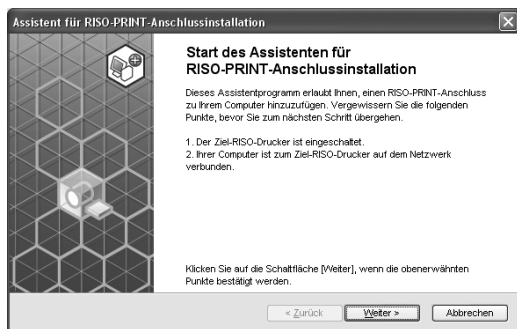 Assistent für RISO-PRINT-Anschlussinstallation
Start des Assistenten für
RISO-PRINT-Anschlussinstallation
Dieses Assistentprogramm erlaubt Ihnen, einen RISO-PRINT-Anschluss
zu Ihrem Computer hinzuzufügen. Vergewissern Sie die folgenden
Punkte, bevor Sie zum nächsten Schritt übergehen.
1. Der Ziel-RISO-Drucker ist eingeschaltet.
2. Ihrer Computer ist zum Ziel-RISO-Drucker auf dem Netzwerk
verbunden.
Klicken Sie auf die Schaltfläche [Weiter], wenn die obenerwähnten
Punkte bestätigt werden.
< Zurück Weiter > Abbrechen